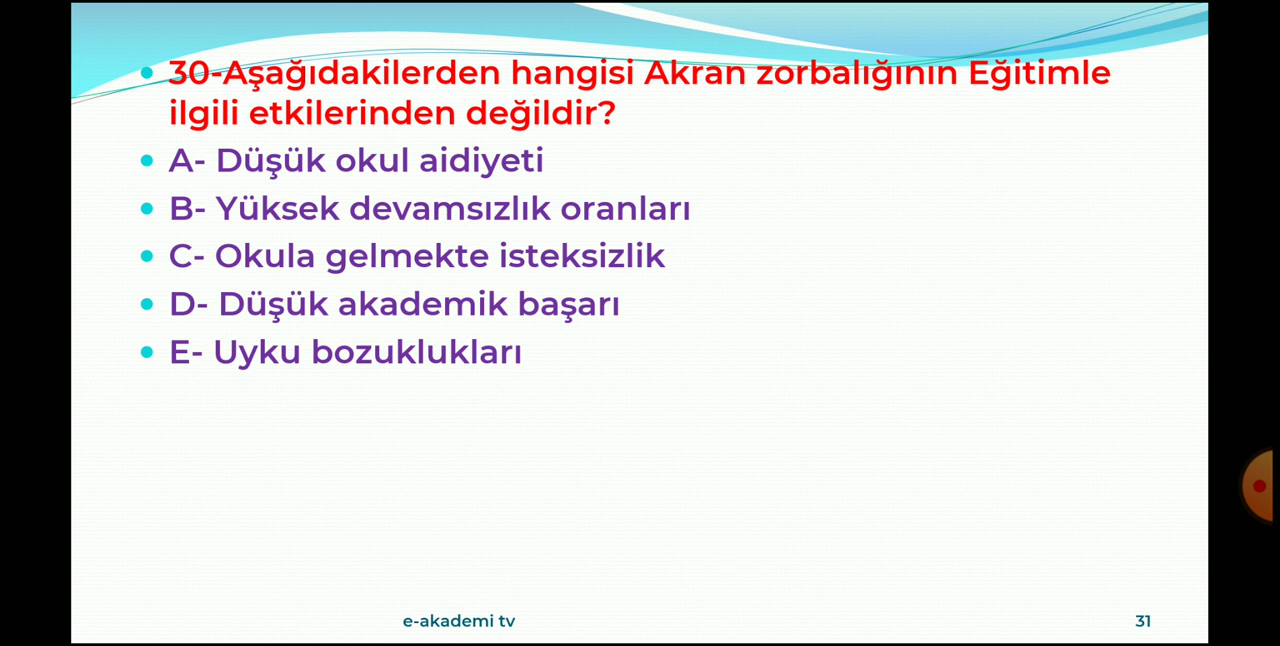 30-Aşağıdakilerden hangisi Akran zorbalığının Eğitimle
ilgili etkilerinden değildir?
A- Düşük okul aidiyeti
B- Yüksek devamsızlık oranları
C- Okula gelmekte isteksizlik
D- Düşük akademik başarı
E- Uyku bozuklukları
e-akademi tv
31